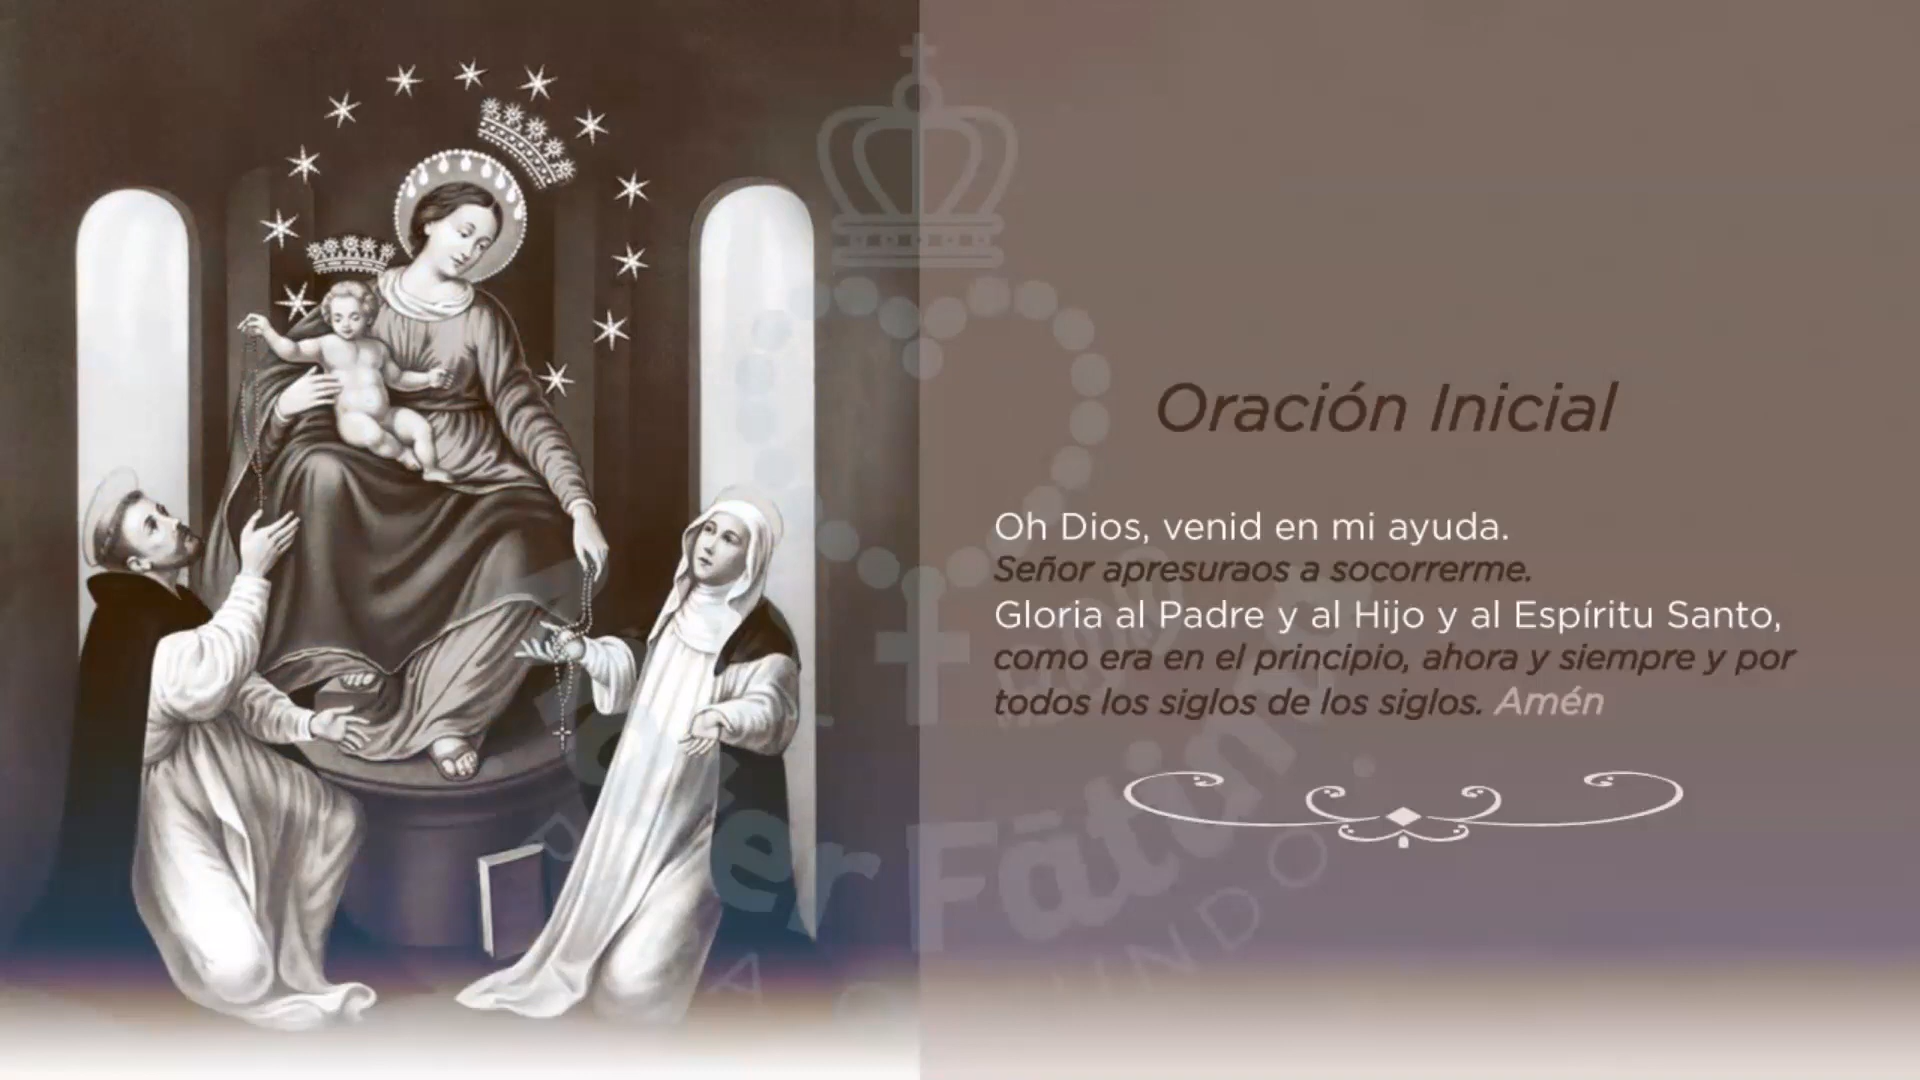 Oración Inicial
Oh Dios, venid en mi ayuda.
Señor apresuraos a socorrerme.
Gloria al Padre y al Hijo y al Espíritu Santo,
como era en el principio, ahora y siempre y por
todos los siglos de los siglos. Amén